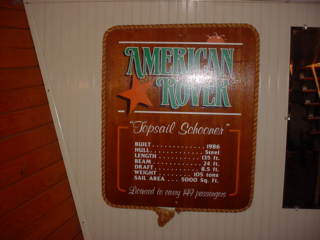 AMERICAN
ROVER
"Topsail Schooner"
BUILT . . . . . . . . . . . 1986
HULL . . . . . . . . . . . Steel
LENGTH . . . . . . . . . 135 ft.
BEAM . . . . . . . . . . . 24 ft.
DRAFT . . . . . . . . . . 8.5 ft.
WEIGHT . . . . . . . 105 tons
SAIL AREA . . . 5000 Sq. Ft.
Licensed to carry 149 passengers